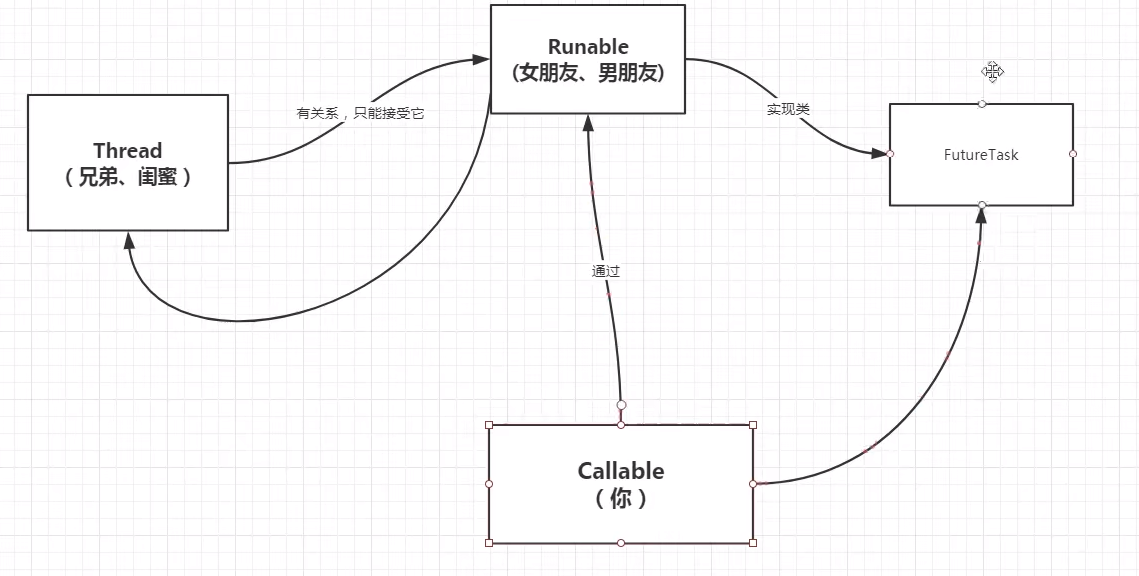 Runable
(女朋友、男朋友)
有关系，只能接受它
实现类
Thread
（兄弟、闺蜜）
FutureTask
通过
Callable
（你）